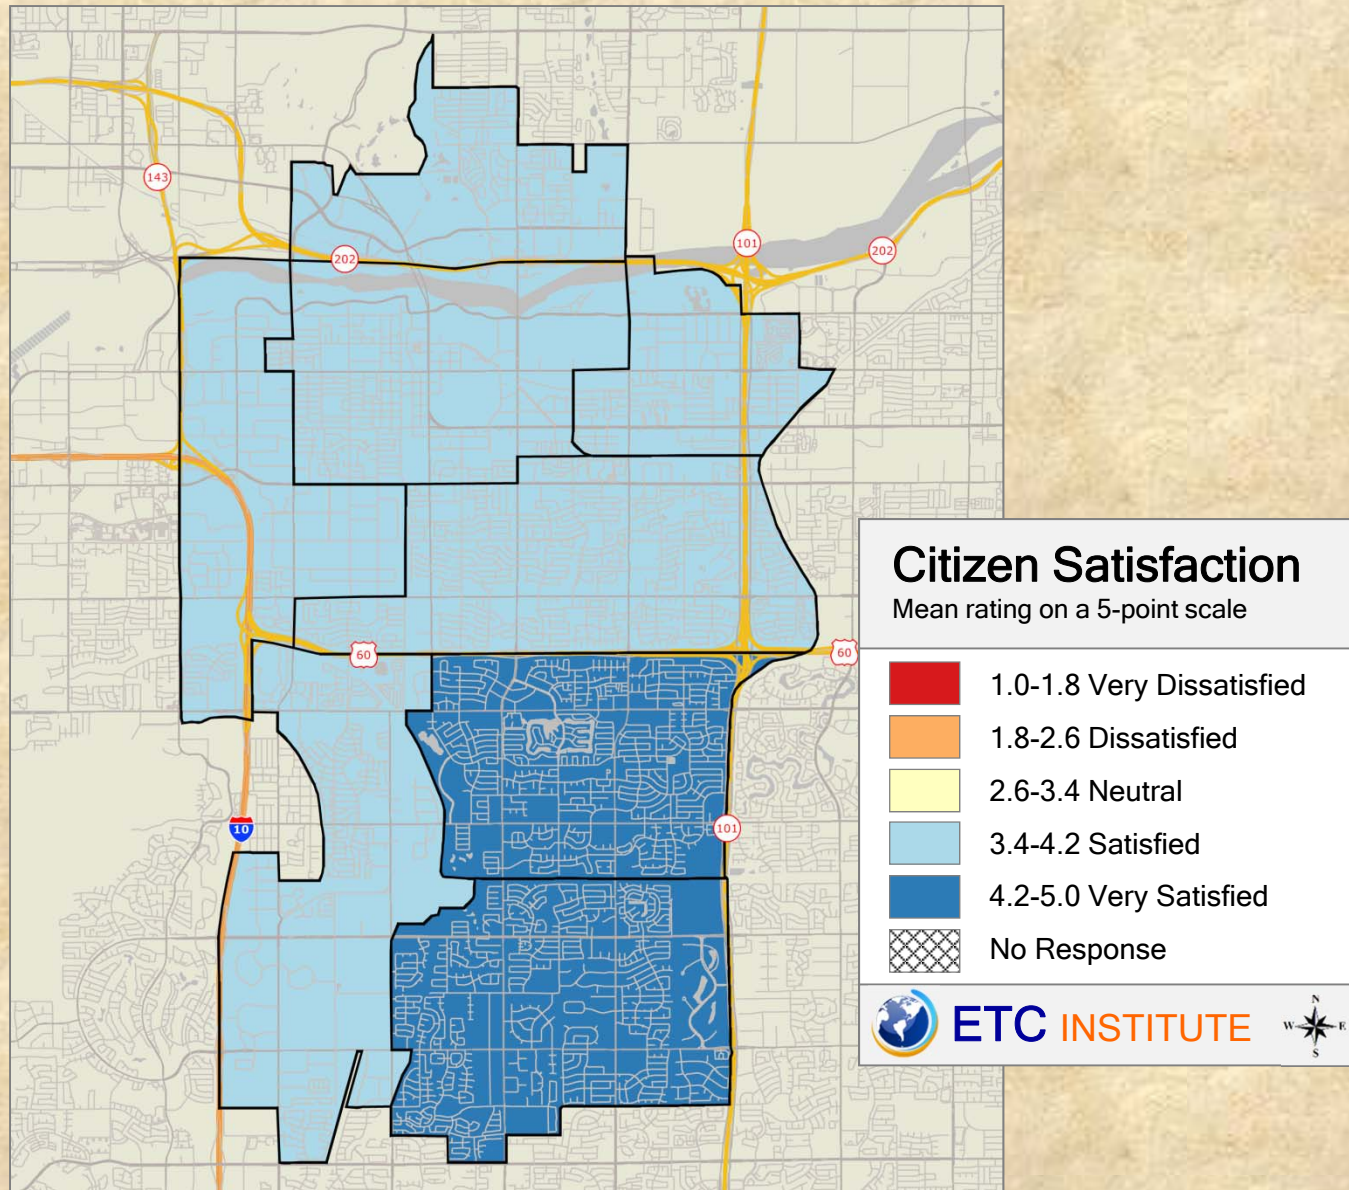 143
101
202
202
60
60
10
101
Citizen Satisfaction
Mean rating on a 5-point scale
1.0-1.8 Very Dissatisfied
1.8-2.6 Dissatisfied
2.6-3.4 Neutral
3.4-4.2 Satisfied
4.2-5.0 Very Satisfied
No Response
ETC INSTITUTE
N
W E
S